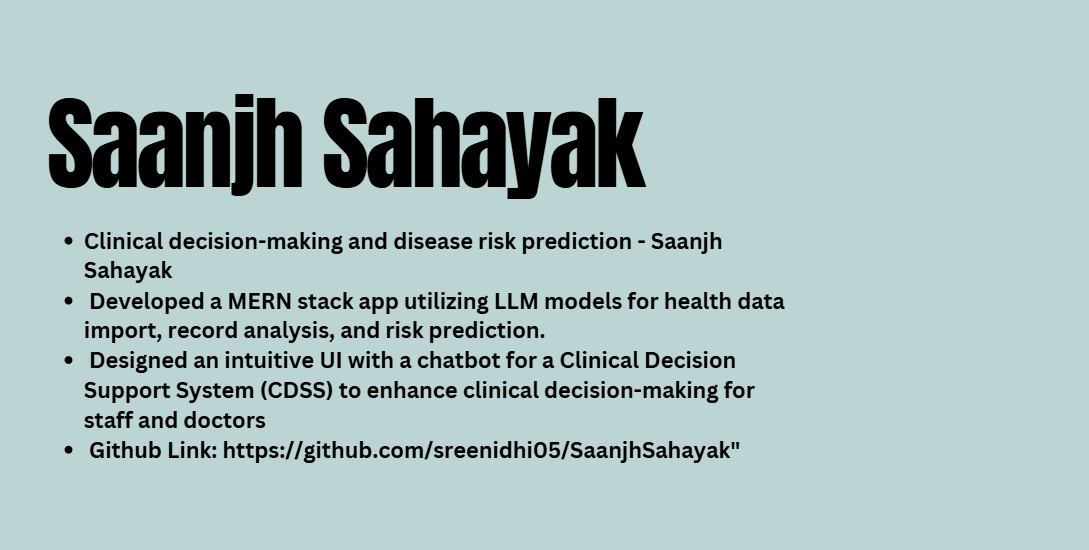 Saanjh Sahayak
• Clinical decision-making and disease risk prediction - Saanjh
Sahayak
• Developed a MERN stack app utilizing LLM models for health data
import, record analysis, and risk prediction.
• Designed an intuitive UI with a chatbot for a Clinical Decision
Support System (CDSS) to enhance clinical decision-making for
staff and doctors
• Github Link: https://github.com/sreenidhi05/SaanjhSahayak"